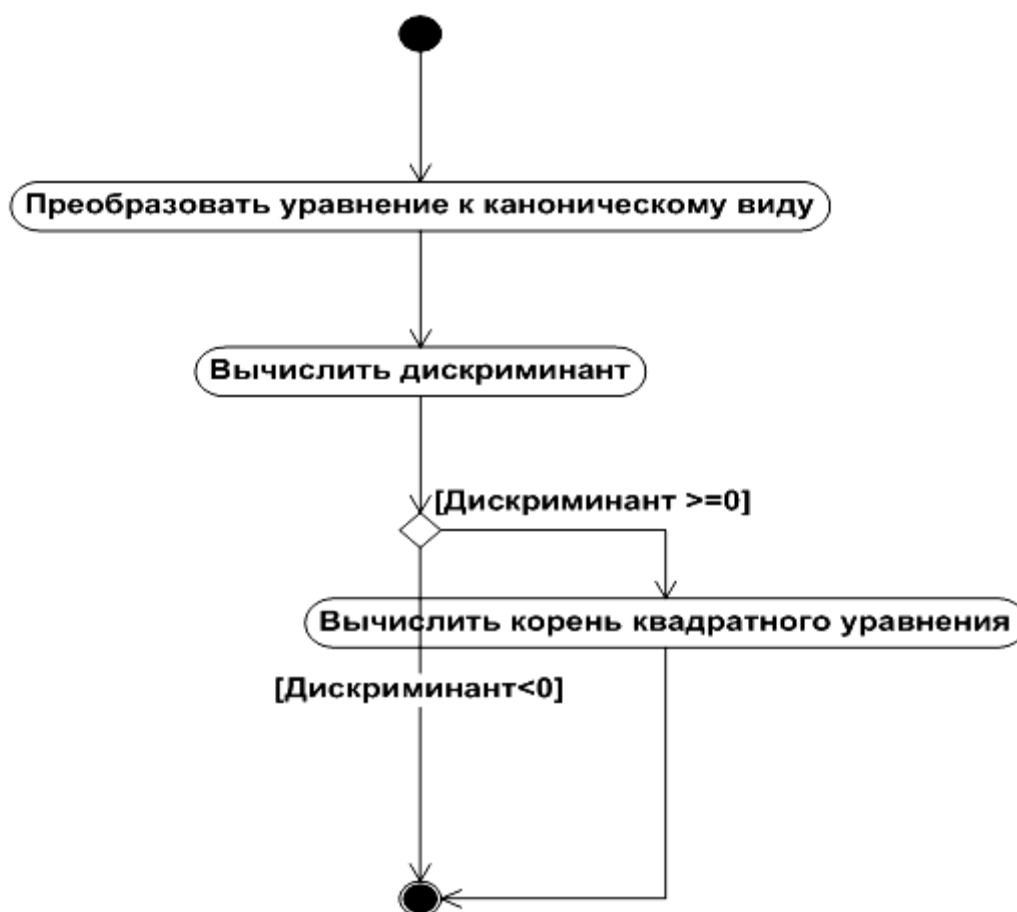 Преобразовать уравнение к каноническому виду
Вычислить дискриминант
[Дискриминант >=0]
Вычислить корень квадратного уравнения
[Дискриминант<0]